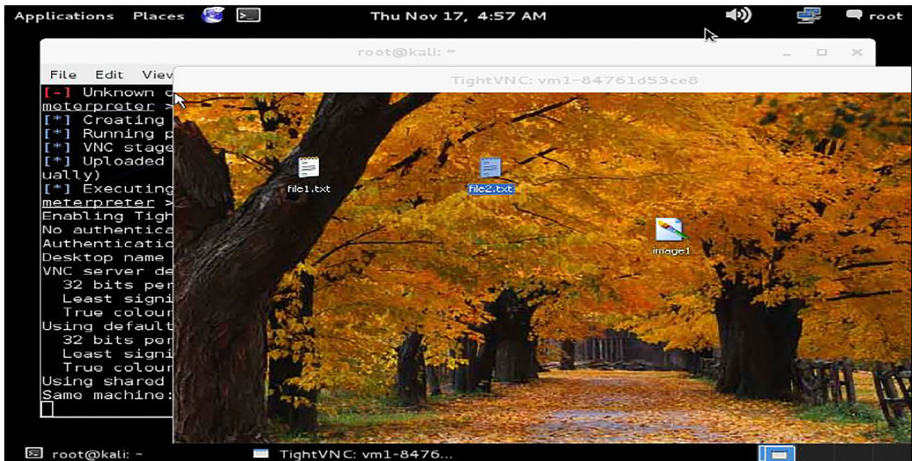 Applications Places Thu Nov 17, 4:57 AM root
root@kali: ~
File Edit View
TightVNC: vm1-84761d53ce8
[-] Unknown c
meterpreter >
[*] Creating
[*] Running p
[*] VNC stage
[*] Uploaded
ually)
[*] Executing
meterpreter >
Enabling Tigh
No authentica
Authenticatio
Desktop name
VNC server de
32 bits per
Least signi
True colour
Using default
32 bits per
Least signi
True colour
Using shared
Same machine:
file1.txt
file2.txt
image1
root@kali: ~ TightVNC: vm1-8476...